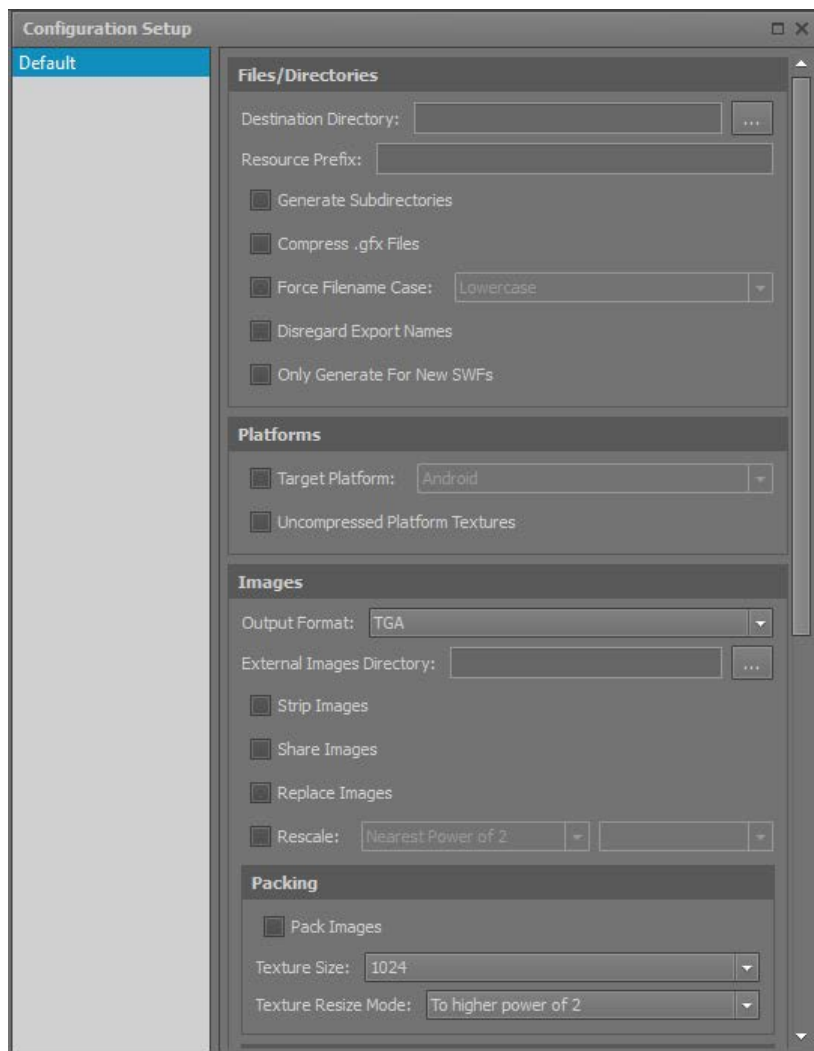 Configuration Setup
Default
Files/Directories
Destination Directory:
...
Resource Prefix:
Generate Subdirectories
Compress .gfx Files
Force Filename Case: Lowercase
Disregard Export Names
Only Generate For New SWFs
Platforms
Target Platform: Android
Uncompressed Platform Textures
Images
Output Format: TGA
External Images Directory:
...
Strip Images
Share Images
Replace Images
Rescale: Nearest Power of 2
Packing
Pack Images
Texture Size: 1024
Texture Resize Mode: To higher power of 2